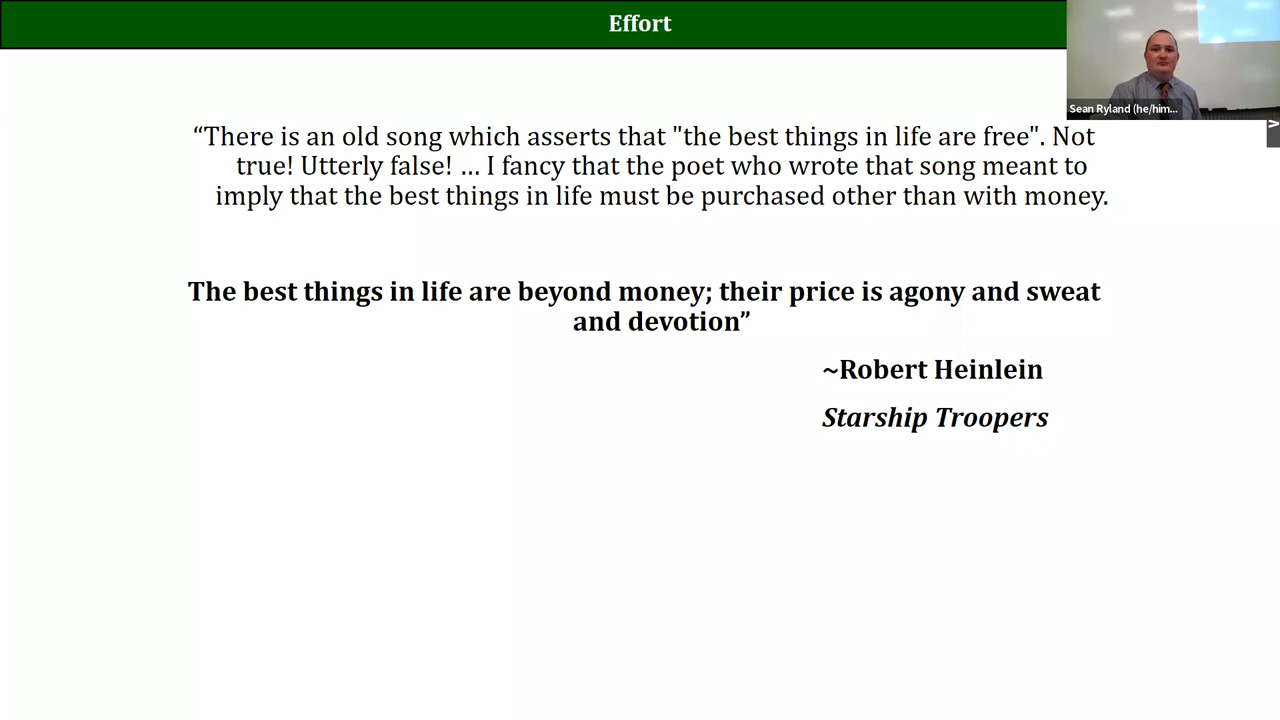 Effort
Sean Ryland (he/him...
“There is an old song which asserts that "the best things in life are free". Not
true! Utterly false! … I fancy that the poet who wrote that song meant to
imply that the best things in life must be purchased other than with money.
The best things in life are beyond money; their price is agony and sweat
and devotion”
~Robert Heinlein
Starship Troopers